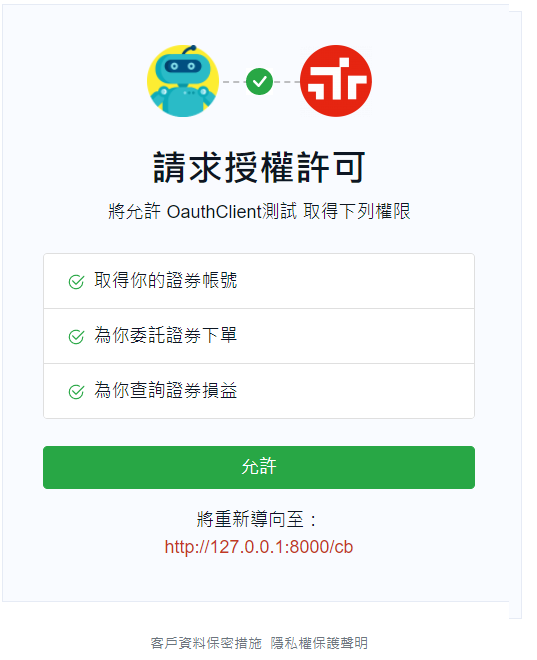 請求授權許可
將允許 OauthClient測試 取得下列權限
取得你的證券帳號
為你委託證券下單
為你查詢證券損益
允許
將重新導向至：
http://127.0.0.1:8000/cb
客戶資料保密措施 隱私權保護聲明